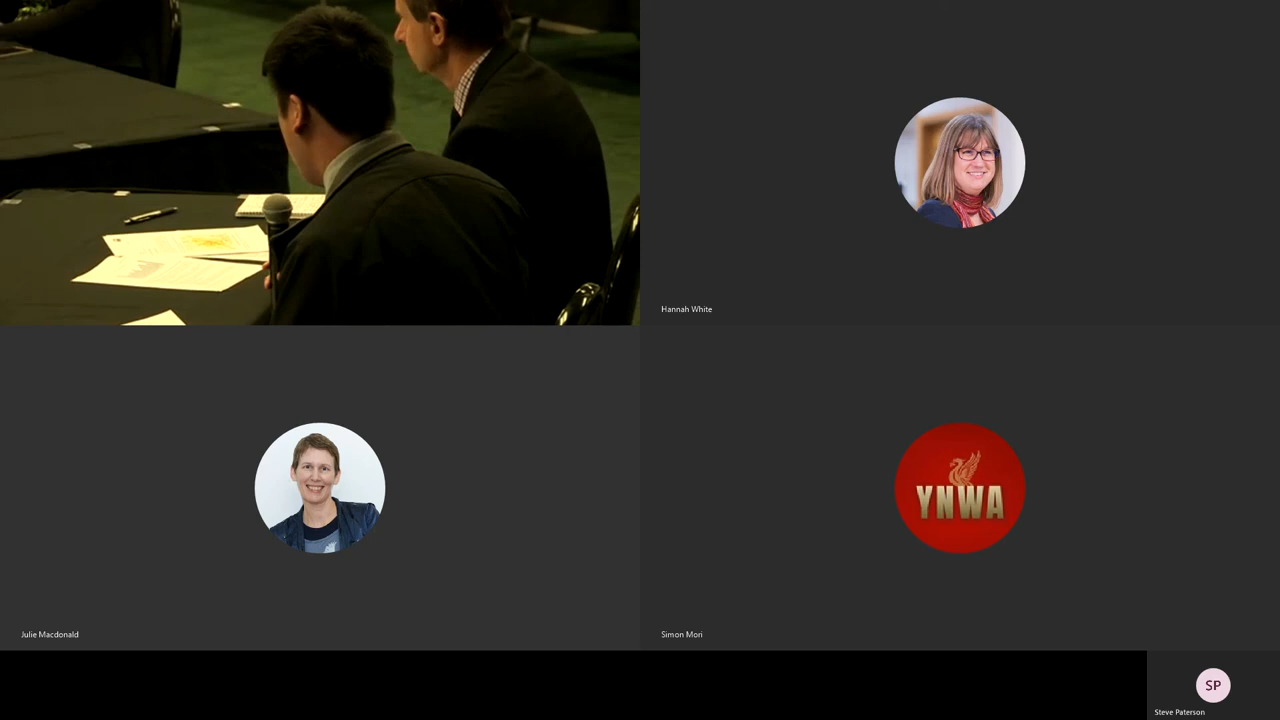 Hannah White
YNWA
Julie Macdonald
Simon Mori
SP
Steve Paterson